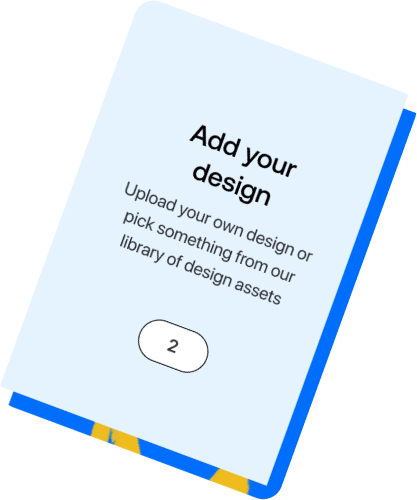 Add your
design
Upload your own design or
pick something from our
library of design assets
2